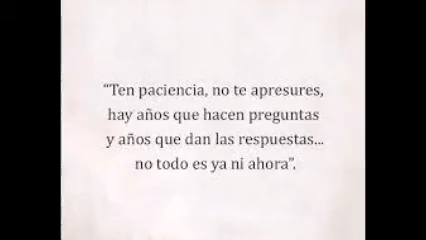 “Ten paciencia, no te apresures,
hay años que hacen preguntas
y años que dan las respuestas...
no todo es ya ni ahora”.